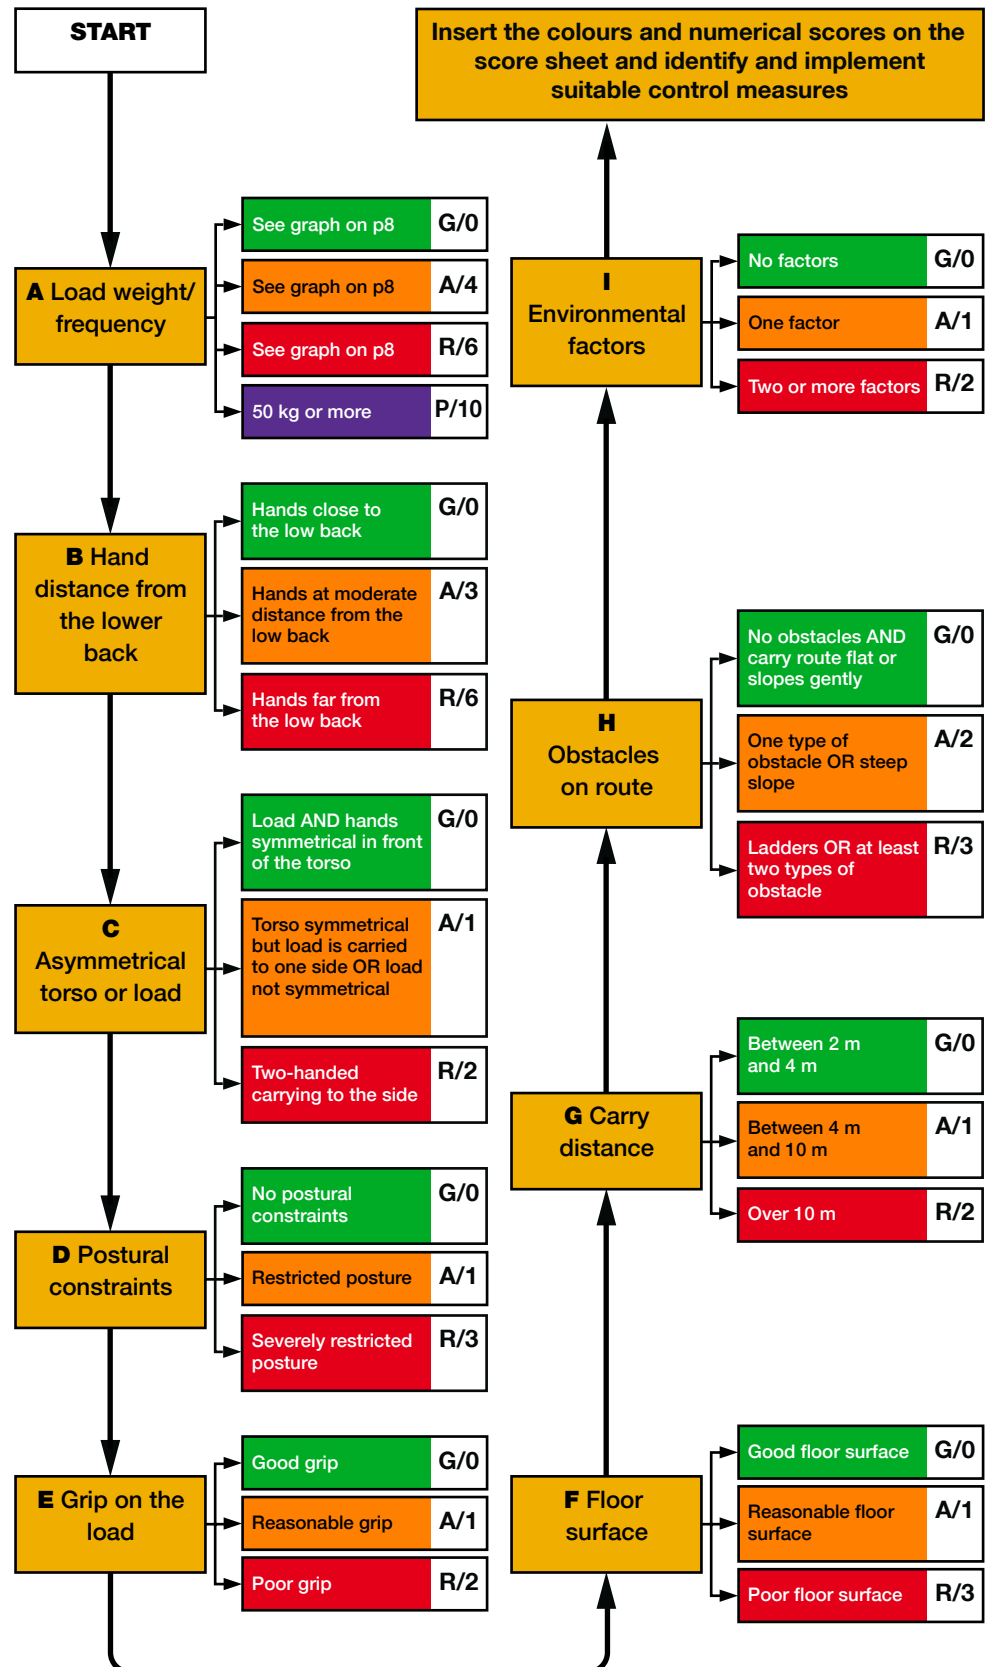 START
A Load weight/
frequency
See graph on p8 G/0
See graph on p8 A/4
See graph on p8 R/6
50 kg or more P/10
B Hand
distance from
the lower
back
Hands close to
the low back
G/0
Hands at moderate
distance from the
low back
A/3
Hands far from
the low back
R/6
C
Asymmetrical
torso or load
Load AND hands
symmetrical in front
of the torso
G/0
Torso symmetrical
but load is carried
to one side OR load
not symmetrical
A/1
Two-handed
carrying to the side
R/2
D Postural
constraints
No postural
constraints
G/0
Restricted posture A/1
Severely restricted
posture
R/3
E Grip on the
load
Good grip G/0
Reasonable grip A/1
Poor grip R/2
F Floor
surface
Good floor surface G/0
Reasonable floor
surface
A/1
Poor floor surface R/3
G Carry
distance
Between 2 m
and 4 m
G/0
Between 4 m
and 10 m
A/1
Over 10 m R/2
H
Obstacles
on route
No obstacles AND
carry route flat or
slopes gently
G/0
One type of
obstacle OR steep
slope
A/2
Ladders OR at least
two types of
obstacle
R/3
I
Environmental
factors
No factors G/0
One factor A/1
Two or more factors R/2
Insert the colours and numerical scores on the
score sheet and identify and implement
suitable control measures